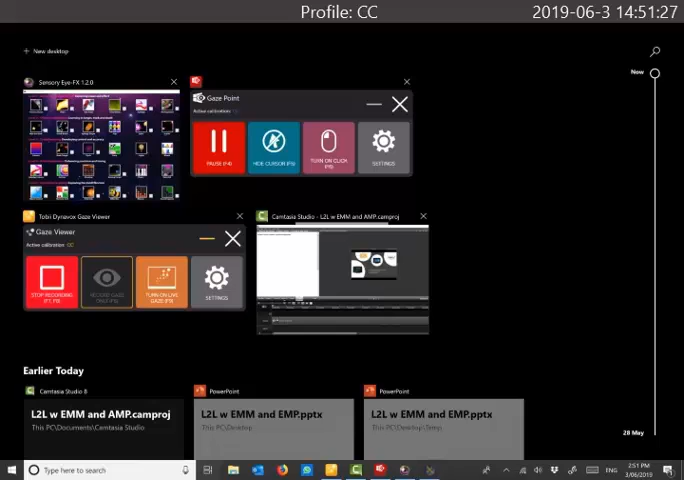 Profile: CC
2019-06-3 14:51:27
+ New desktop
Now
Sensory Eye-FX 1.2.0
Gaze Point
Active calibration:
PAUSE (F4)
HIDE CURSOR (F5)
TURN ON CLICK (F6)
SETTINGS
Tobii Dynavox Gaze Viewer
Gaze Viewer
Active calibration: CC
STOP RECORDING (F7, F8)
RECORD GAZE ONLY
TURN ON LIVE GAZE (F9)
SETTINGS
Camtasia Studio - L2L w EMM and AMP.camproj
Earlier Today
Camtasia Studio 8
L2L w EMM and AMP.camproj
This PC\Documents\Camtasia Studio
PowerPoint
L2L w EMM and EMP.pptx
This PC\Desktop
PowerPoint
L2L w EMM and EMP.pptx
This PC\Desktop\Temp
28 May
Type here to search
ENG
2:51 PM
3/06/2019